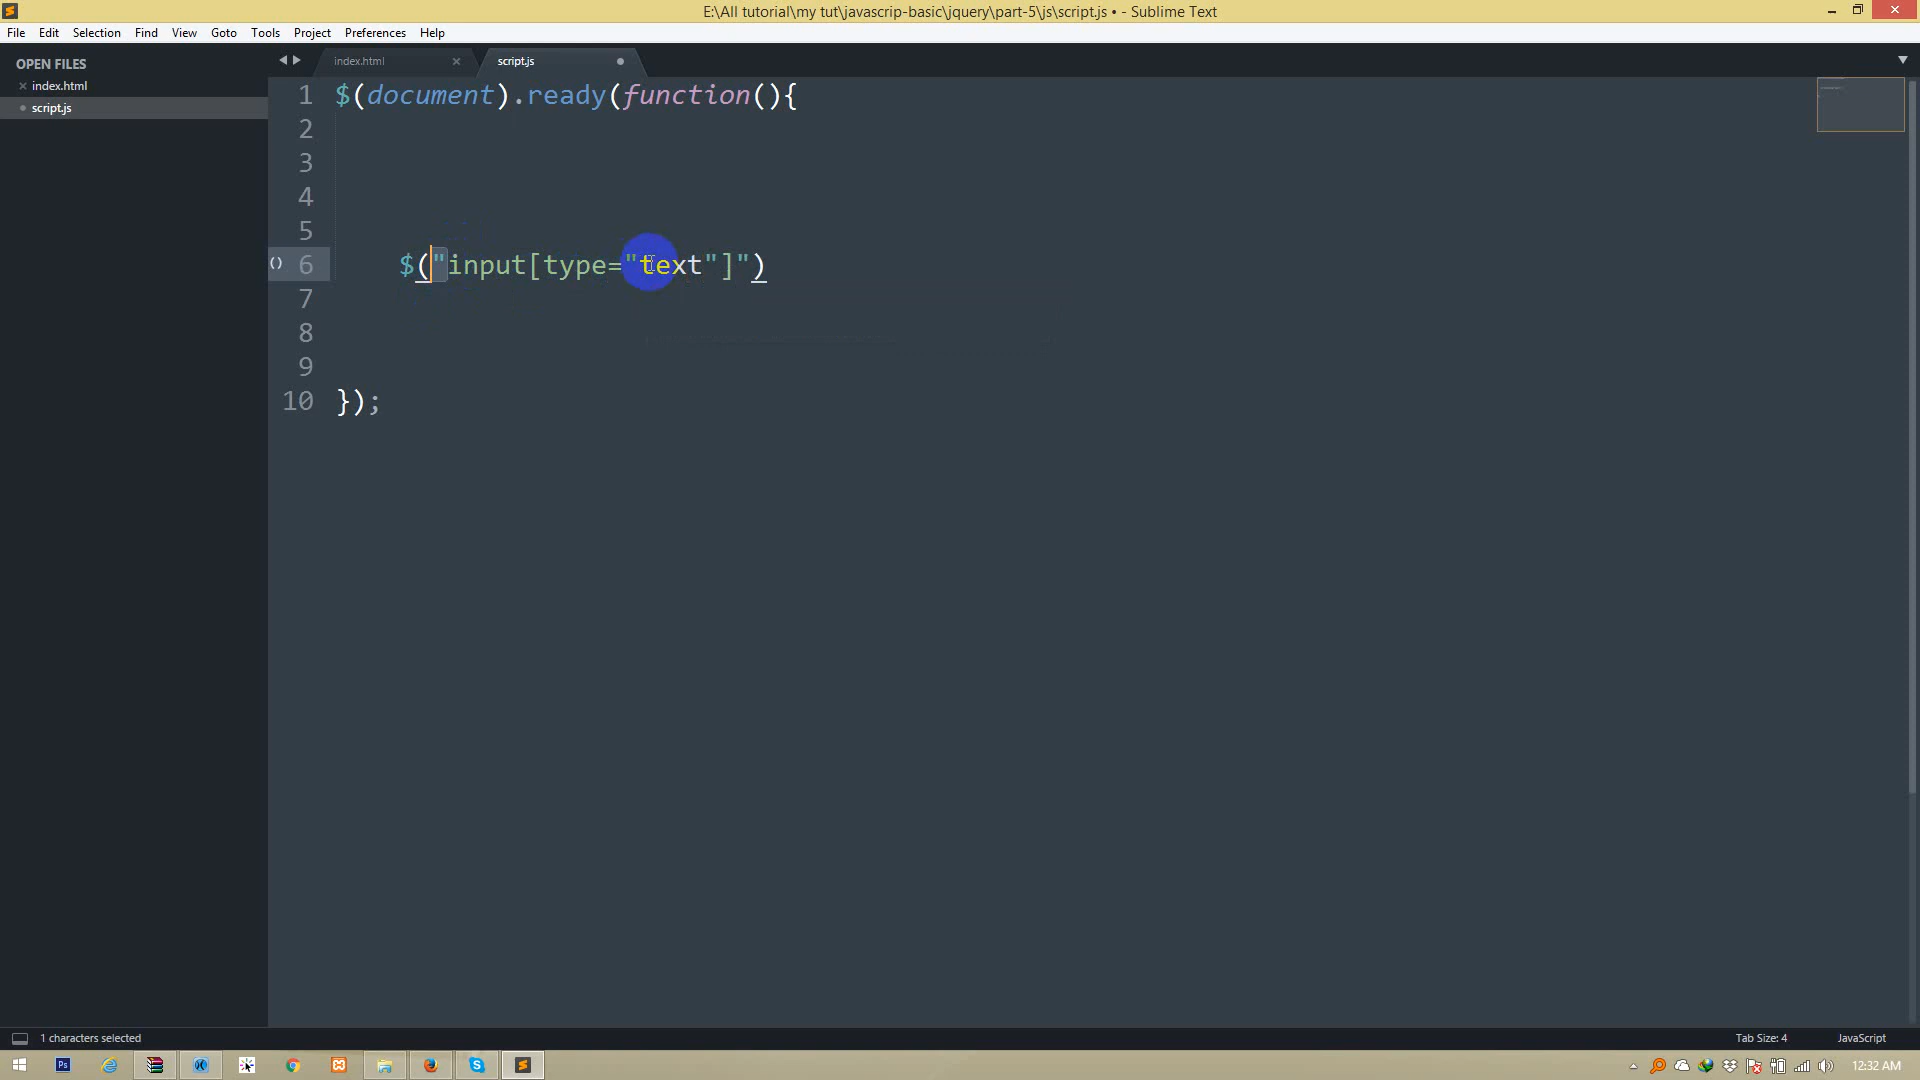 E:\All tutorial\my tut\javascrip-basic\jquery\part-5\js\script.js • - Sublime Text
File Edit Selection Find View Goto Tools Project Preferences Help
OPEN FILES
index.html
script.js
index.html script.js
1 $(document).ready(function(){
2
3
4
5
6 $("input[type="text"]")
7
8
9
10 });
1 characters selected Tab Size: 4 JavaScript
Ps 12:32 AM